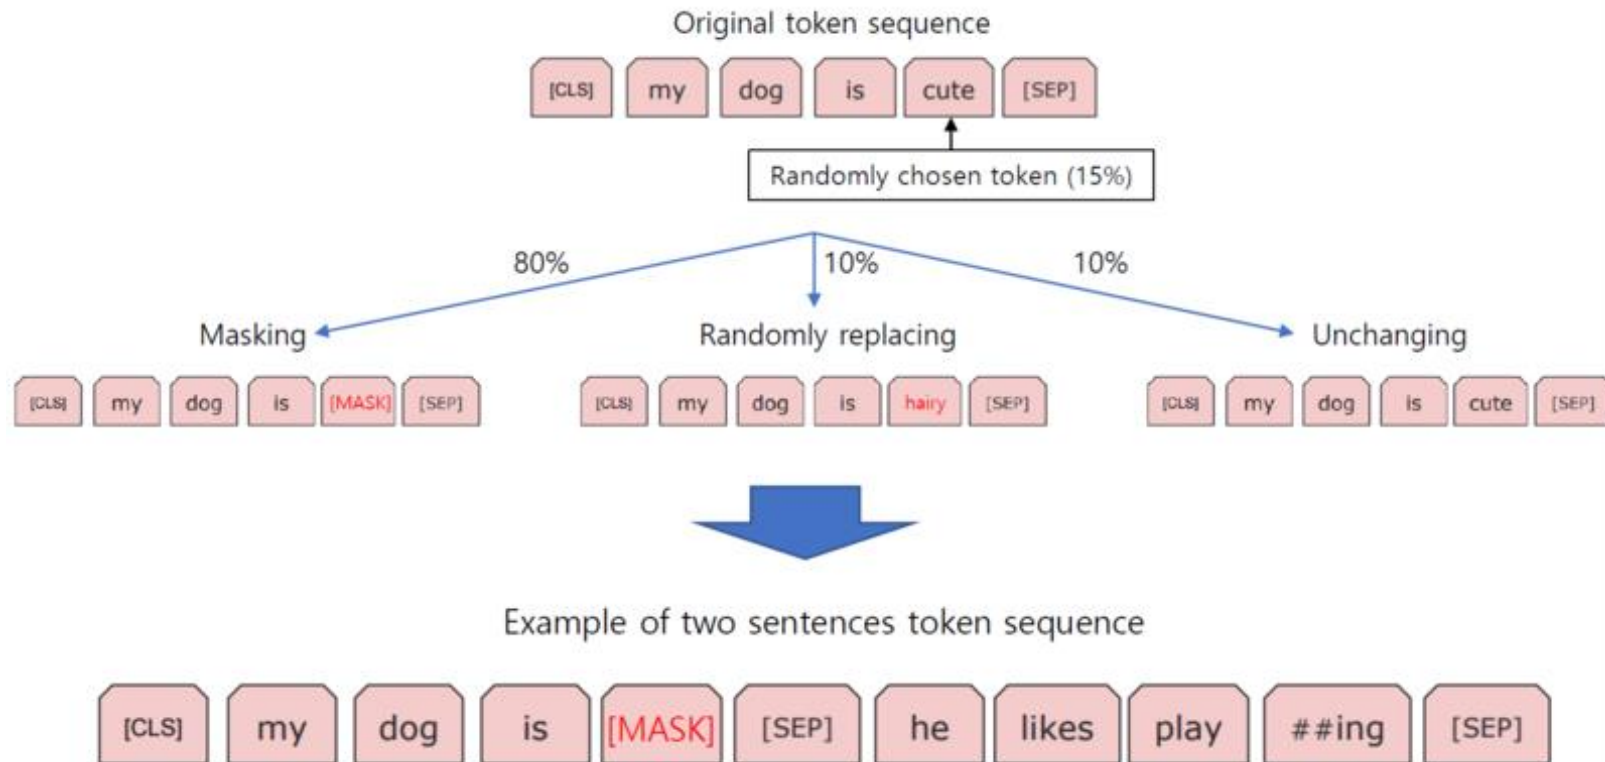 Original token sequence
[CLS] my dog is cute [SEP]
Randomly chosen token (15%)
80% 10% 10%
Masking Randomly replacing Unchanging
[CLS] my dog is [MASK] [SEP] [CLS] my dog is hairy [SEP] [CLS] my dog is cute [SEP]
Example of two sentences token sequence
[CLS] my dog is [MASK] [SEP] he likes play ##ing [SEP]